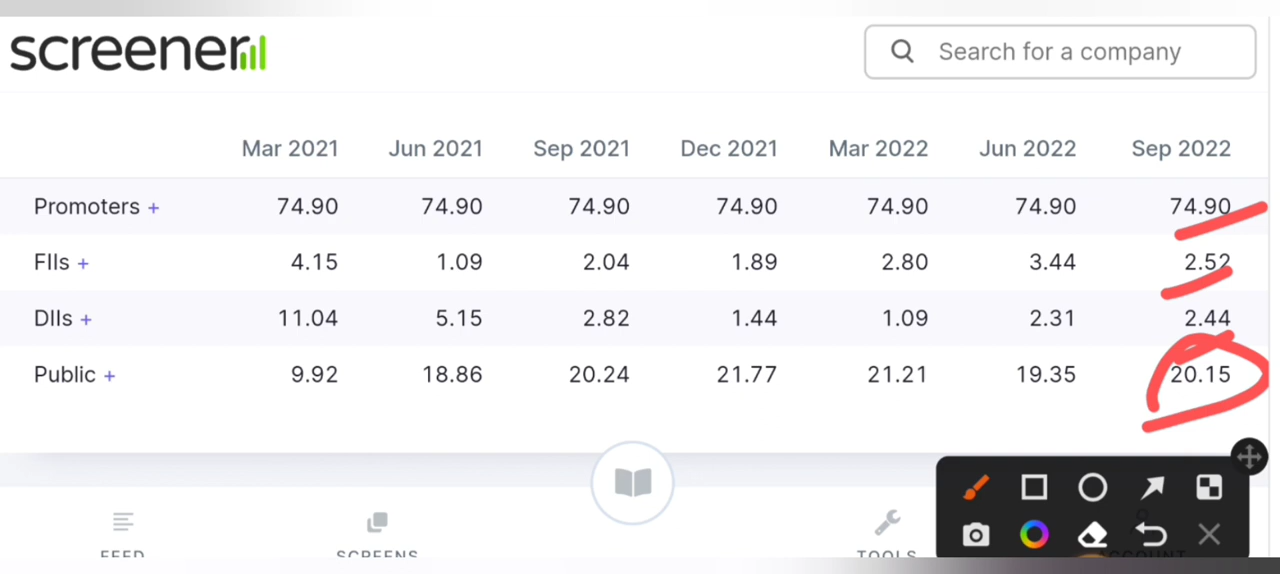 screener Search for a company
Mar 2021 Jun 2021 Sep 2021 Dec 2021 Mar 2022 Jun 2022 Sep 2022
Promoters + 74.90 74.90 74.90 74.90 74.90 74.90 74.90
FIIs + 4.15 1.09 2.04 1.89 2.80 3.44 2.52
DIIs + 11.04 5.15 2.82 1.44 1.09 2.31 2.44
Public + 9.92 18.86 20.24 21.77 21.21 19.35 20.15
FEED SCREENS TOOLS ACCOUNT